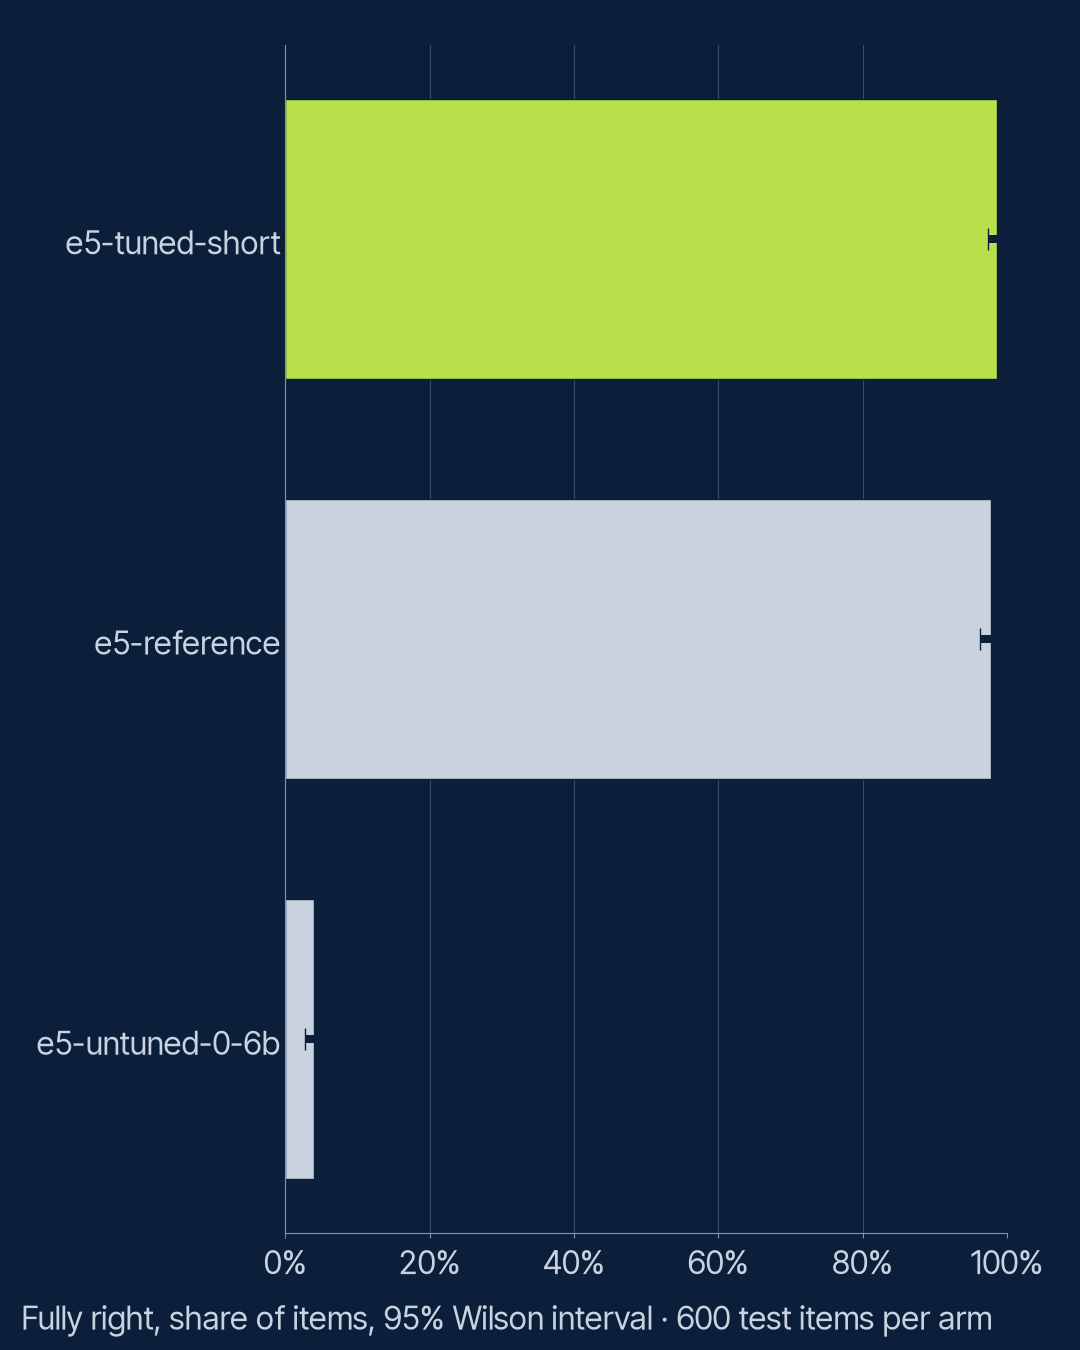 e5-tuned-short
e5-reference
e5-untuned-0-6b
0% 20% 40% 60% 80% 100%
Fully right, share of items, 95% Wilson interval · 600 test items per arm